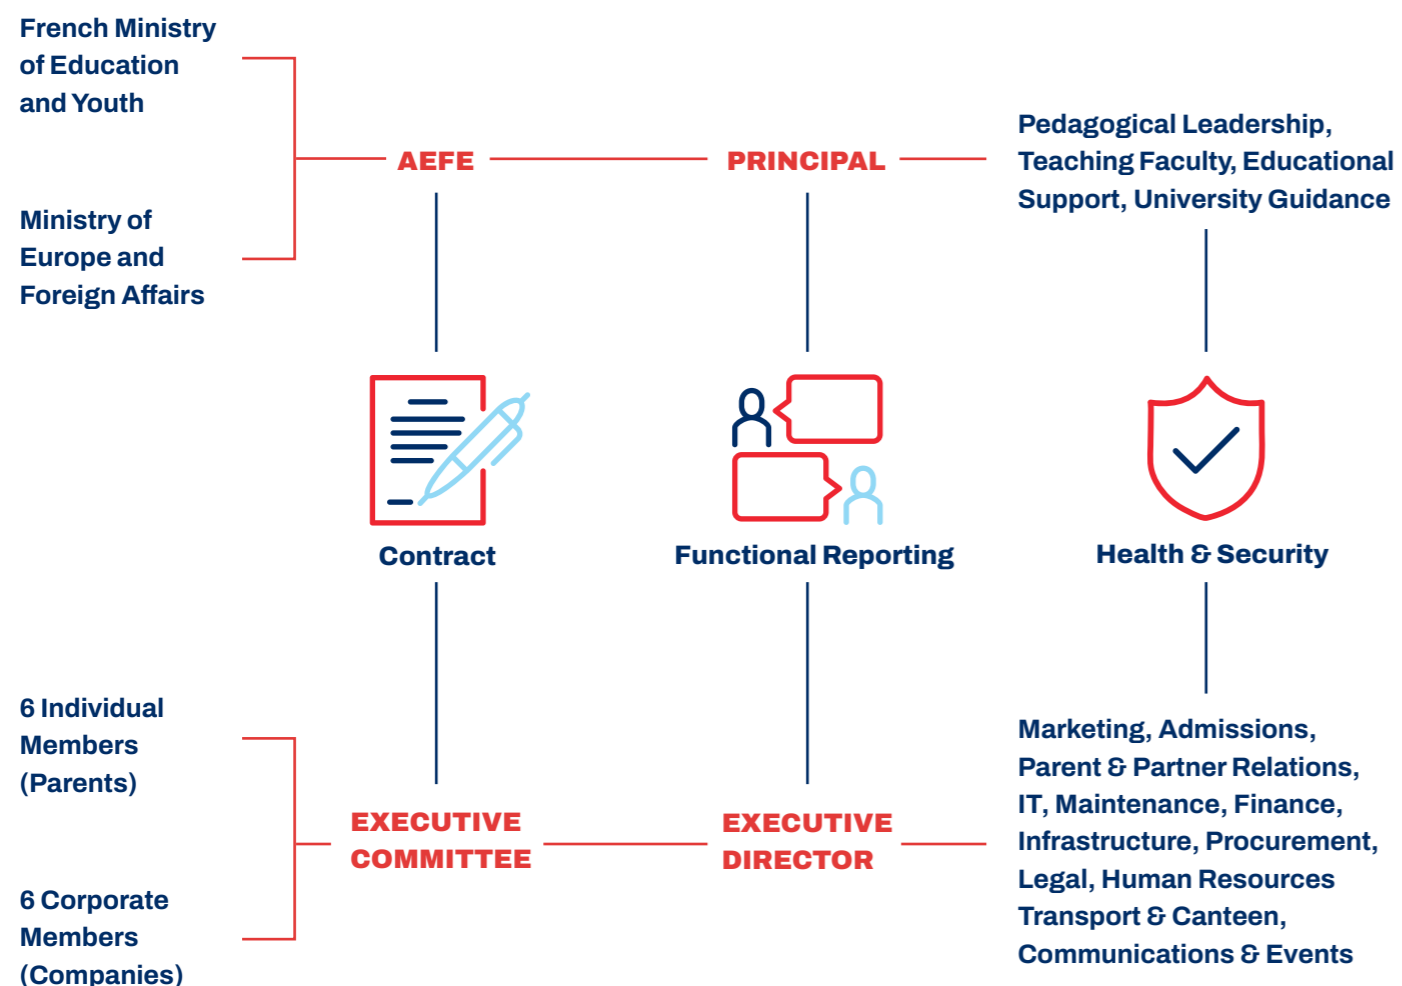 French Ministry
of Education
and Youth
Ministry of
Europe and
Foreign Affairs
AEFE
PRINCIPAL
Pedagogical Leadership,
Teaching Faculty, Educational
Support, University Guidance
Contract
Functional Reporting
Health & Security
6 Individual
Members
(Parents)
6 Corporate
Members
(Companies)
EXECUTIVE
COMMITTEE
EXECUTIVE
DIRECTOR
Marketing, Admissions,
Parent & Partner Relations,
IT, Maintenance, Finance,
Infrastructure, Procurement,
Legal, Human Resources
Transport & Canteen,
Communications & Events